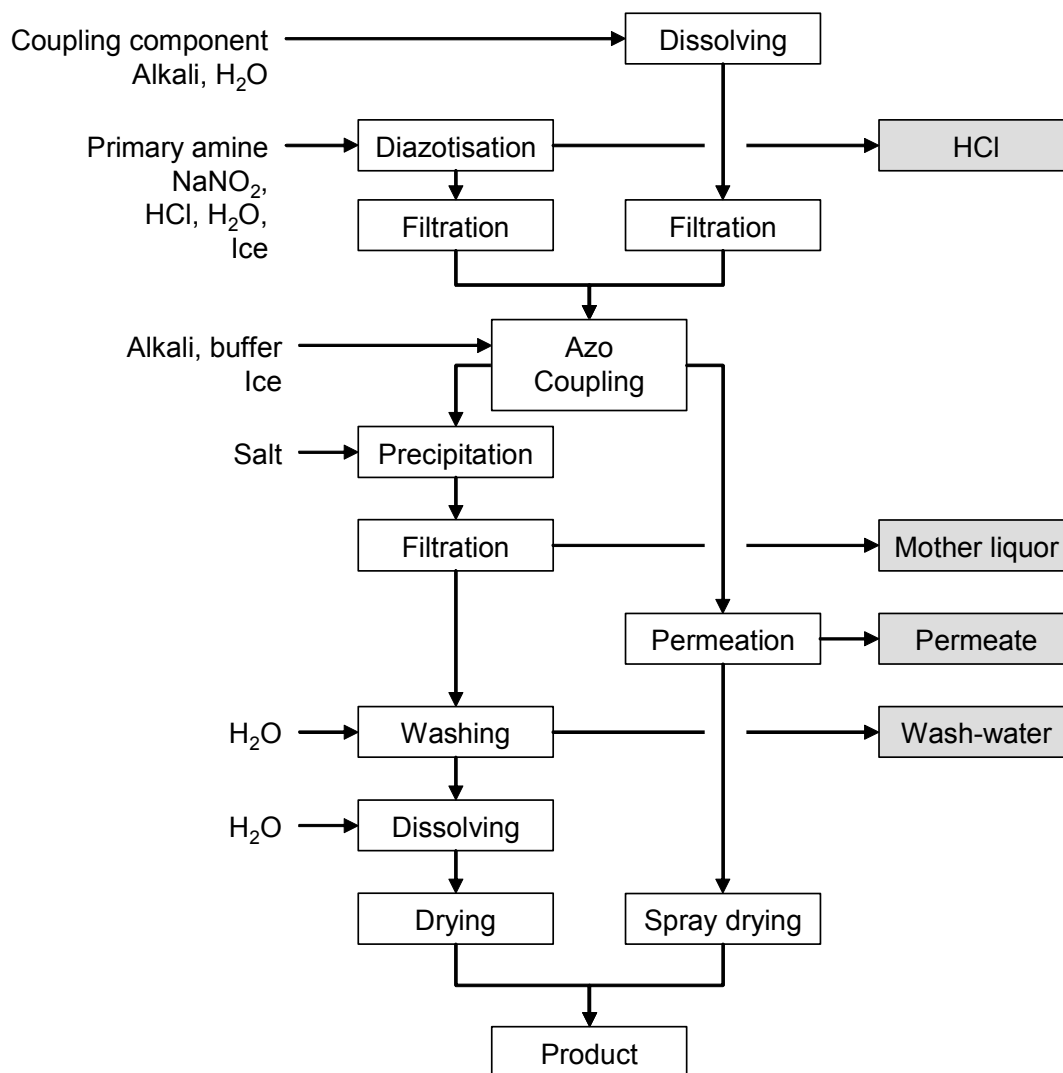 Coupling component
Alkali, H₂O
Dissolving
Primary amine
NaNO₂,
HCl, H₂O,
Ice
Diazotisation
HCl
Filtration
Filtration
Alkali, buffer
Ice
Azo
Coupling
Salt
Precipitation
Filtration
Mother liquor
Permeation
Permeate
H₂O
Washing
Wash-water
H₂O
Dissolving
Drying
Spray drying
Product